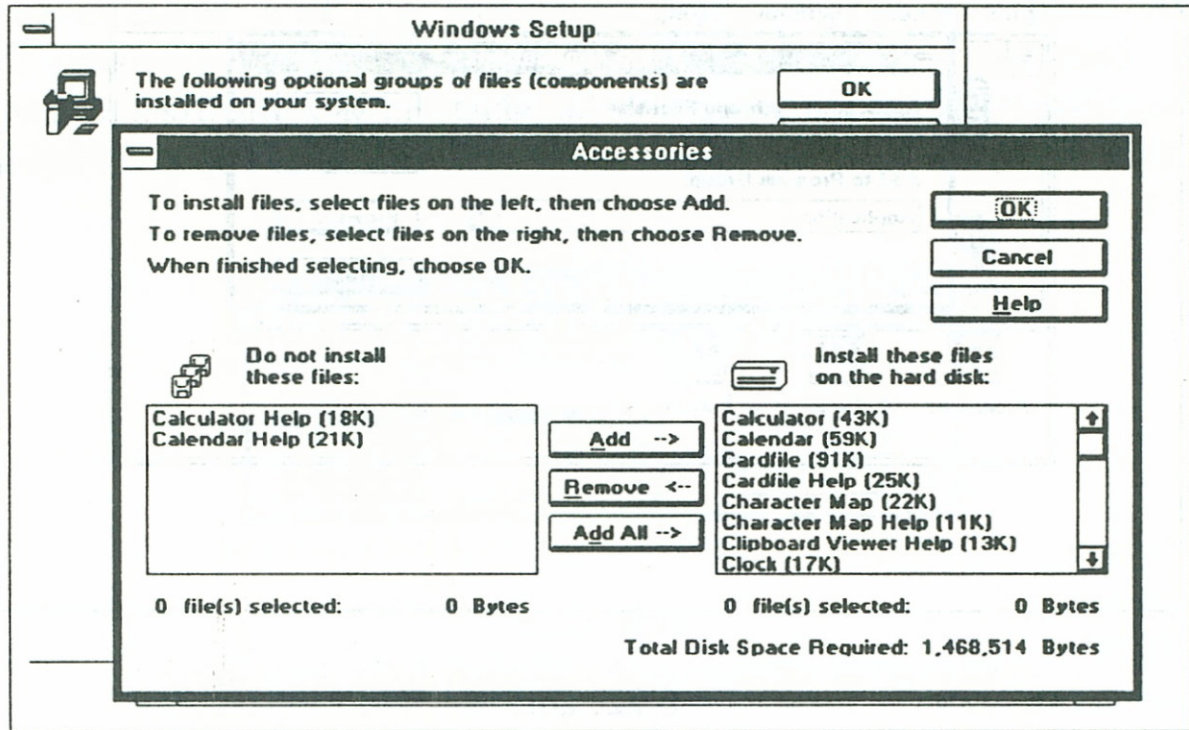 Windows Setup
The following optional groups of files (components) are
installed on your system.
OK
Accessories
To install files, select files on the left, then choose Add.
To remove files, select files on the right, then choose Remove.
When finished selecting, choose OK.
OK
Cancel
Help
Do not install
these files:
Install these files
on the hard disk:
Calculator Help (18K)
Calendar Help (21K)
Add -->
Remove <--
Add All -->
Calculator (43K)
Calendar (59K)
Cardfile (91K)
Cardfile Help (25K)
Character Map (22K)
Character Map Help (11K)
Clipboard Viewer Help (13K)
Clock (17K)
0 file(s) selected: 0 Bytes
0 file(s) selected: 0 Bytes
Total Disk Space Required: 1,468,514 Bytes